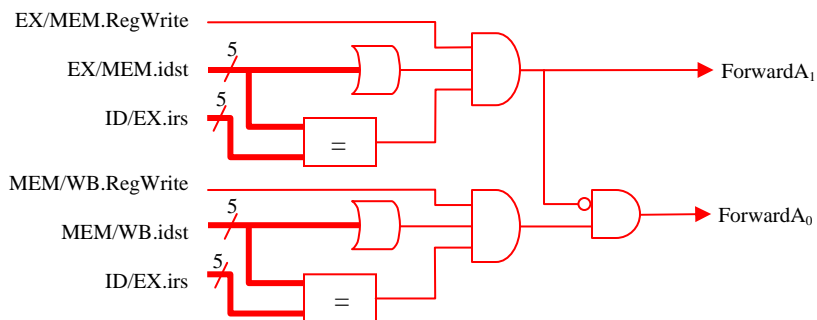 EX/MEM.RegWrite
5
EX/MEM.idst
ForwardA1
5
ID/EX.irs
=
MEM/WB.RegWrite
5
MEM/WB.idst
ForwardA0
5
ID/EX.irs
=